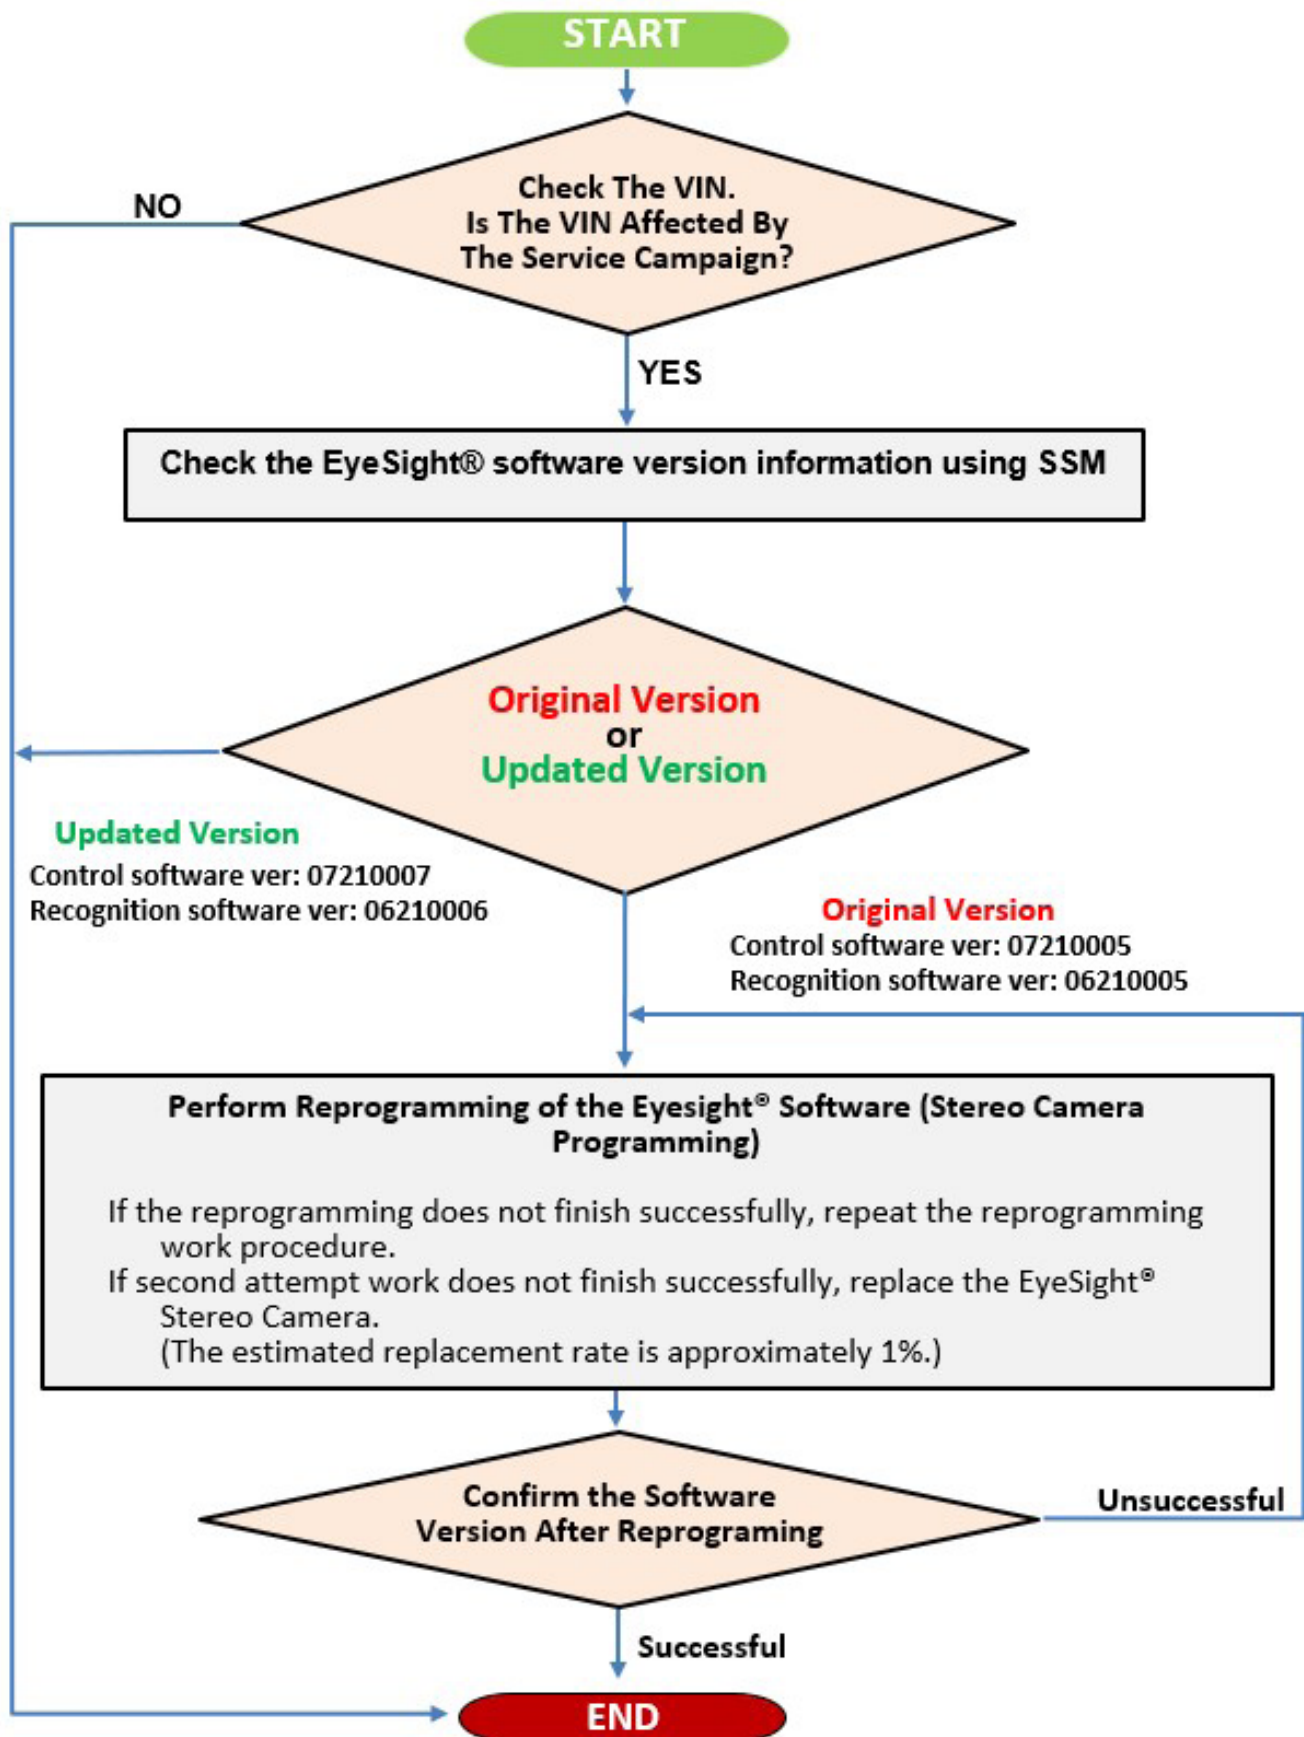 START
Check The VIN.
Is The VIN Affected By
The Service Campaign?
NO
YES
Check the EyeSight® software version information using SSM
Original Version
or
Updated Version
Updated Version
Control software ver: 07210007
Recognition software ver: 06210006
Original Version
Control software ver: 07210005
Recognition software ver: 06210005
Perform Reprogramming of the Eyesight® Software (Stereo Camera
Programming)
If the reprogramming does not finish successfully, repeat the reprogramming
work procedure.
If second attempt work does not finish successfully, replace the EyeSight®
Stereo Camera.
(The estimated replacement rate is approximately 1%.)
Confirm the Software
Version After Reprograming
Unsuccessful
Successful
END